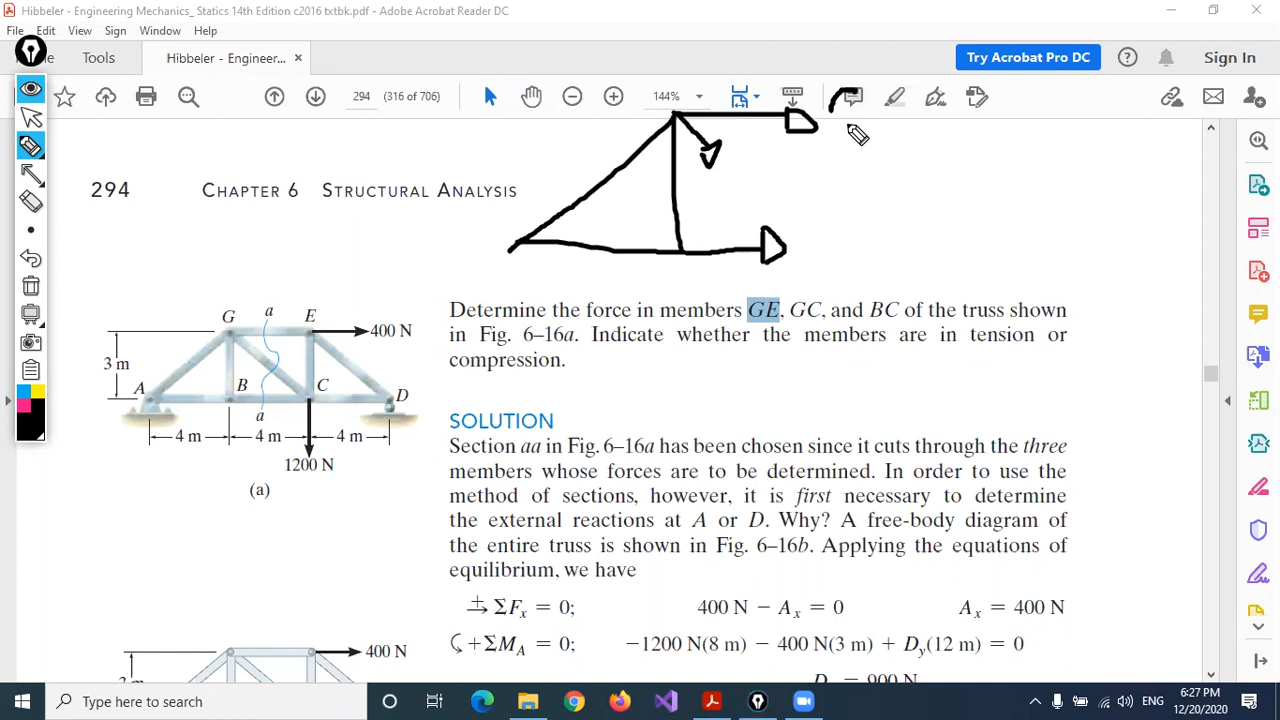 Hibbeler - Engineering Mechanics_ Statics 14th Edition c2016 txtbk.pdf - Adobe Acrobat Reader DC
File Edit View Sign Window Help
Tools
Hibbeler - Engineer... ×
Try Acrobat Pro DC
Sign In
294 (316 of 706)
144%
294 CHAPTER 6 STRUCTURAL ANALYSIS
Determine the force in members GE, GC, and BC of the truss shown
in Fig. 6–16a. Indicate whether the members are in tension or
compression.
G a E
400 N
3 m
A B C D
a
4 m 4 m 4 m
1200 N
(a)
SOLUTION
Section aa in Fig. 6–16a has been chosen since it cuts through the three
members whose forces are to be determined. In order to use the
method of sections, however, it is first necessary to determine
the external reactions at A or D. Why? A free-body diagram of
the entire truss is shown in Fig. 6–16b. Applying the equations of
equilibrium, we have
→+ ΣFx = 0; 400 N − Ax = 0 Ax = 400 N
↺+ΣMA = 0; −1200 N(8 m) − 400 N(3 m) + Dy(12 m) = 0
400 N
= 900 N
Type here to search
ENG
6:27 PM
12/20/2020